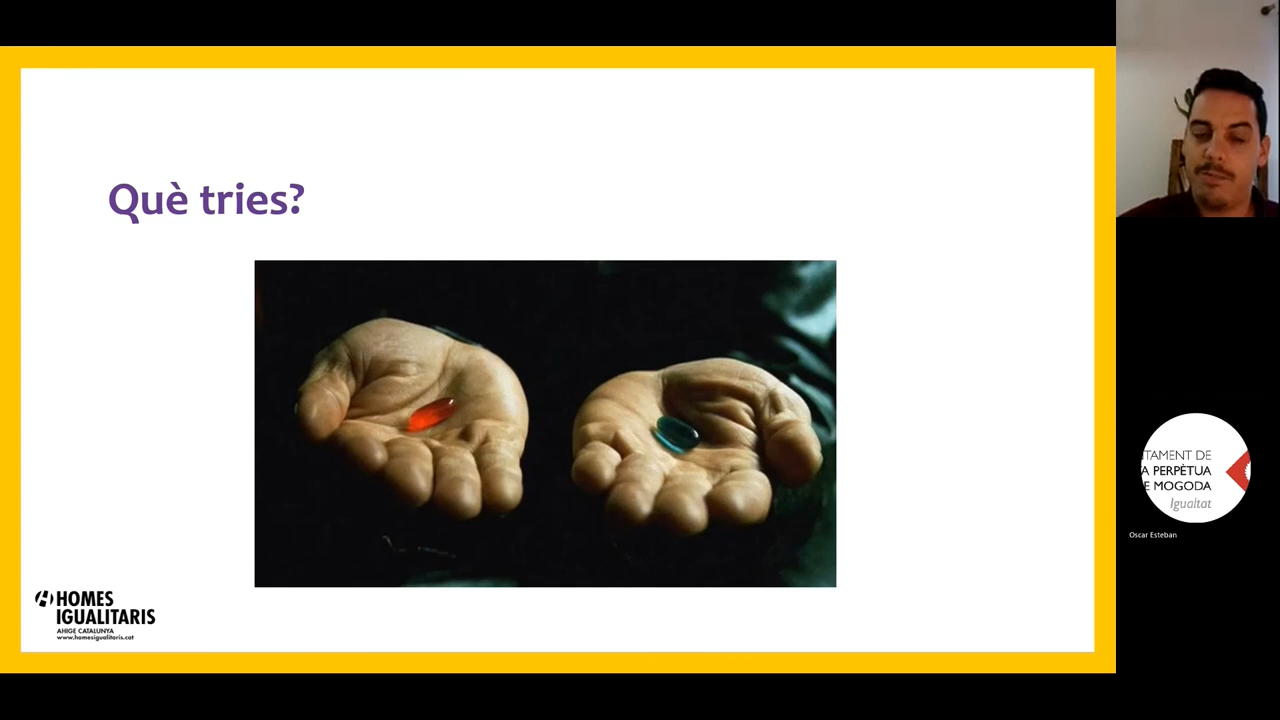 Què tries?
HOMES
IGUALITARIS
AHIGE CATALUNYA
www.homesigualitaris.cat
TAMENT DE
A PERPÈTUA
E MOGODA
Igualtat
Oscar Esteban